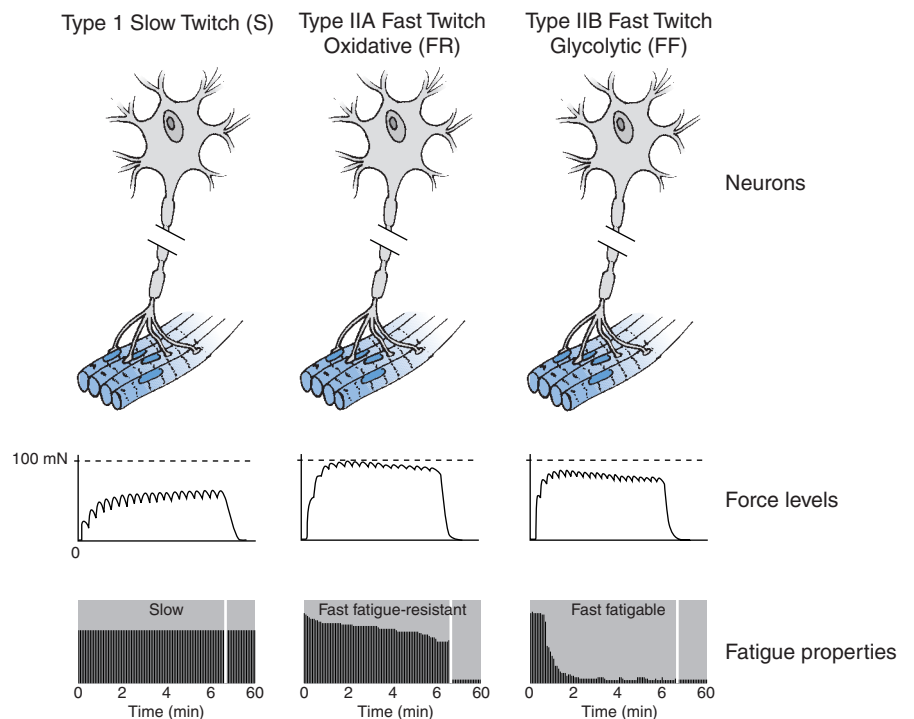 Type 1 Slow Twitch (S)
Type IIA Fast Twitch
Oxidative (FR)
Type IIB Fast Twitch
Glycolytic (FF)
Neurons
100 mN
0
Force levels
Slow
Fast fatigue-resistant
Fast fatigable
Fatigue properties
0 2 4 6 60
0 2 4 6 60
0 2 4 6 60
Time (min)
Time (min)
Time (min)